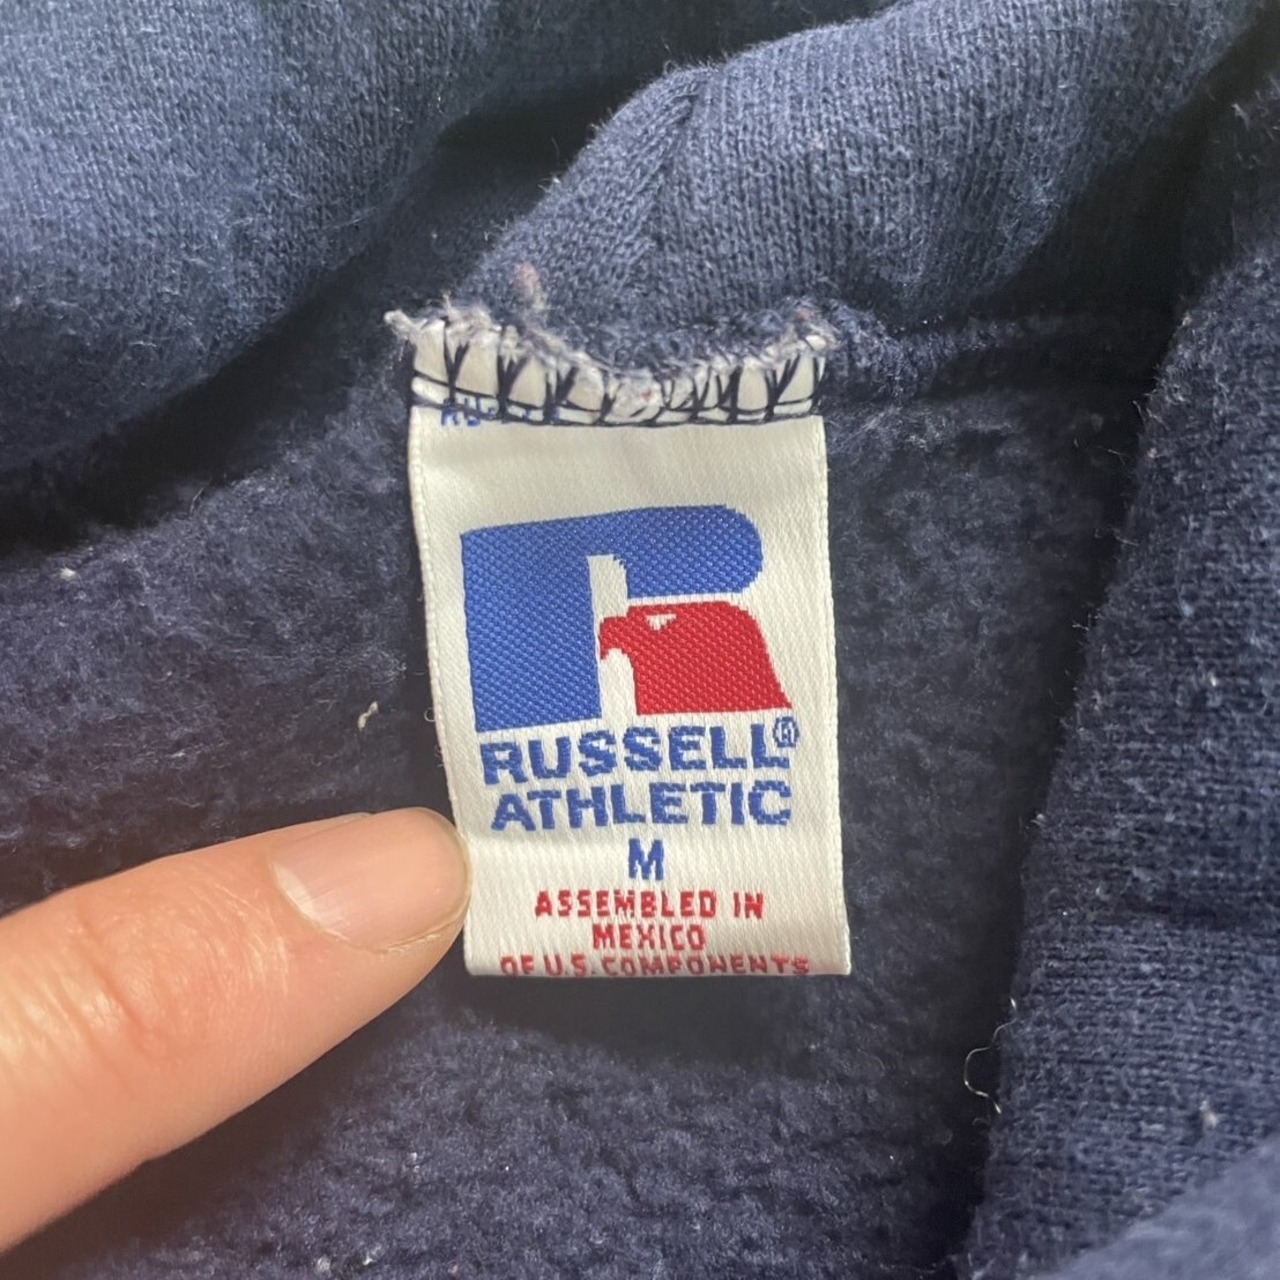 RUSSELL®
ATHLETIC
M
ASSEMBLED IN
MEXICO
OF U.S. COMPONENTS